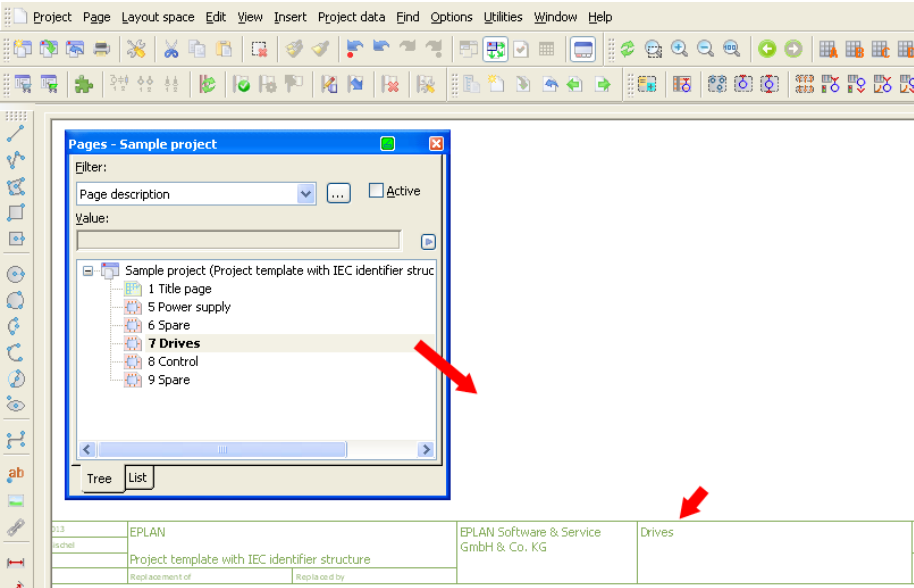 Project Page Layout space Edit View Insert Project data Find Options Utilities Window Help
Pages - Sample project
Filter:
Page description
...
Active
Value:
Sample project (Project template with IEC identifier struc
1 Title page
5 Power supply
6 Spare
7 Drives
8 Control
9 Spare
Tree
List
ab
013
EPLAN
EPLAN Software & Service
GmbH & Co. KG
Drives
ischel
Project template with IEC identifier structure
Replacement of
Replaced by